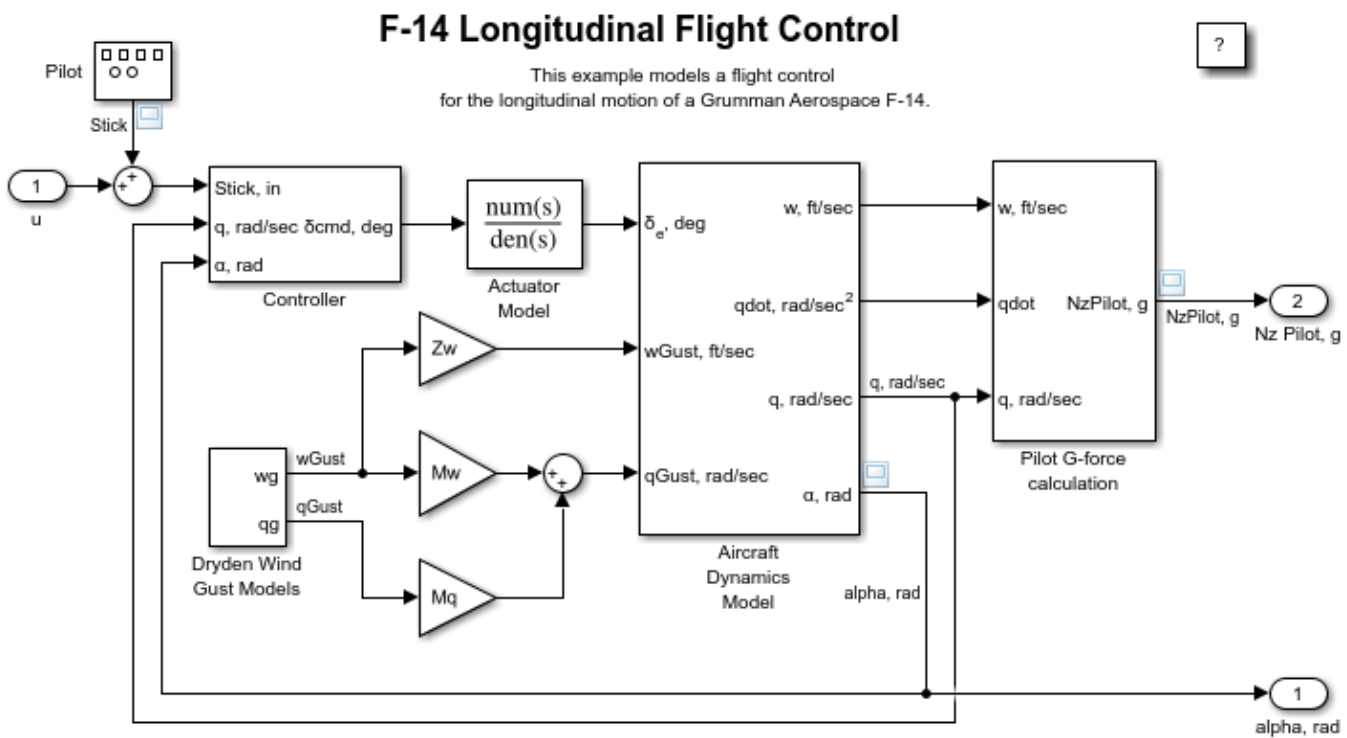 F-14 Longitudinal Flight Control
?
This example models a flight control
for the longitudinal motion of a Grumman Aerospace F-14.
Pilot
Stick
1
u
+
+
Stick, in
q, rad/sec δcmd, deg
α, rad
Controller
num(s)
den(s)
Actuator
Model
δe, deg
wGust, ft/sec
qGust, rad/sec
w, ft/sec
qdot, rad/sec²
q, rad/sec
α, rad
Aircraft
Dynamics
Model
q, rad/sec
w, ft/sec
qdot
q, rad/sec
NzPilot, g
Pilot G-force
calculation
NzPilot, g
2
Nz Pilot, g
Zw
Mw
Mq
+
+
wg
qg
wGust
qGust
Dryden Wind
Gust Models
alpha, rad
1
alpha, rad